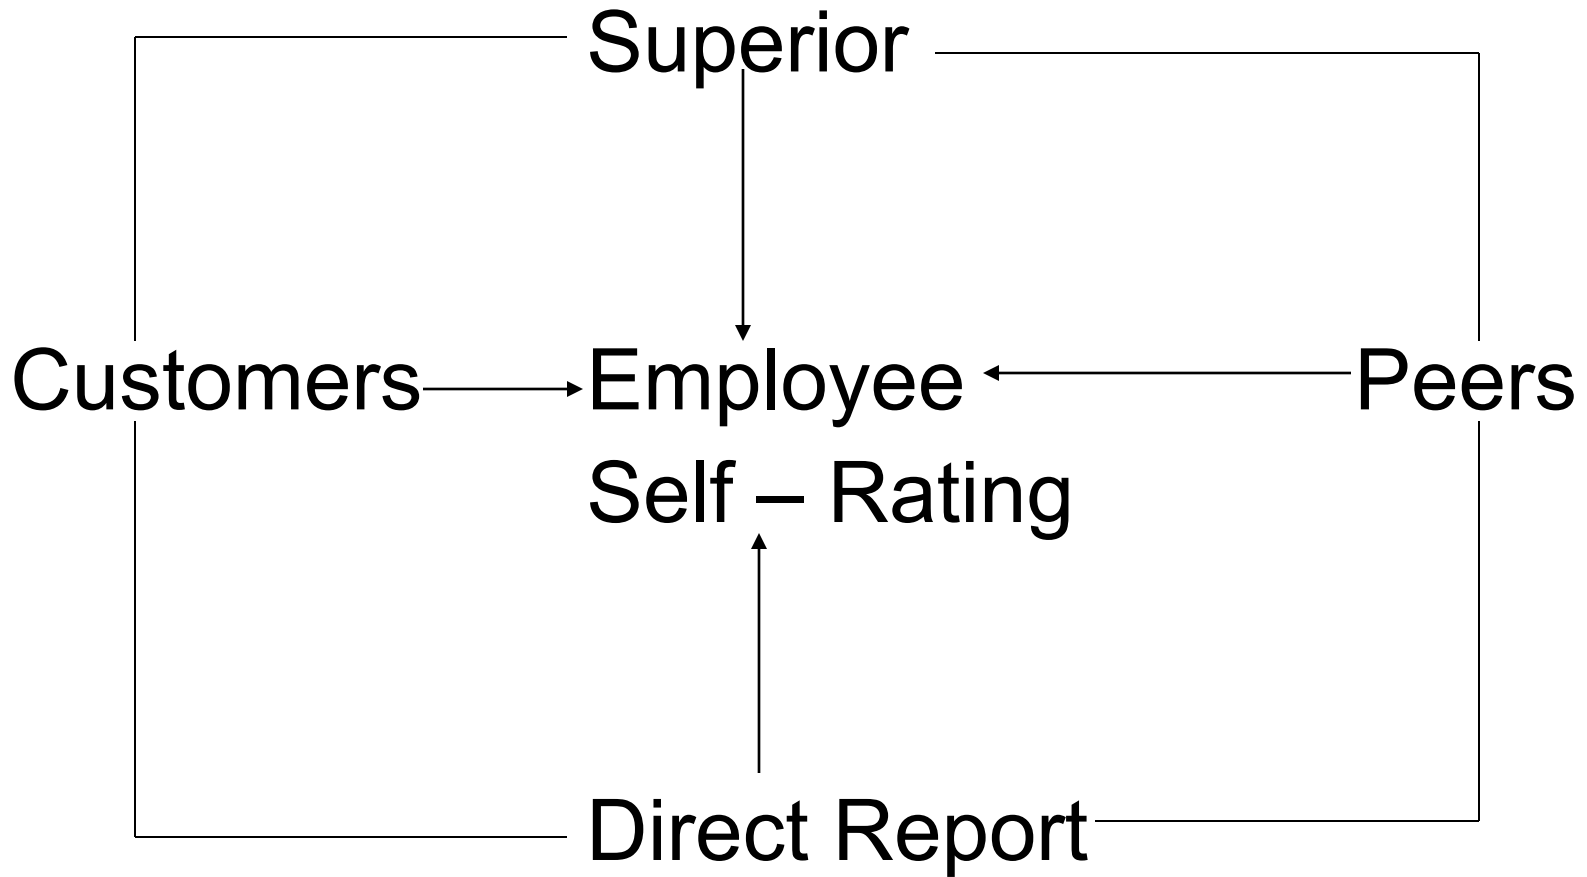 Superior
Customers
Employee
Peers
Self – Rating
Direct Report